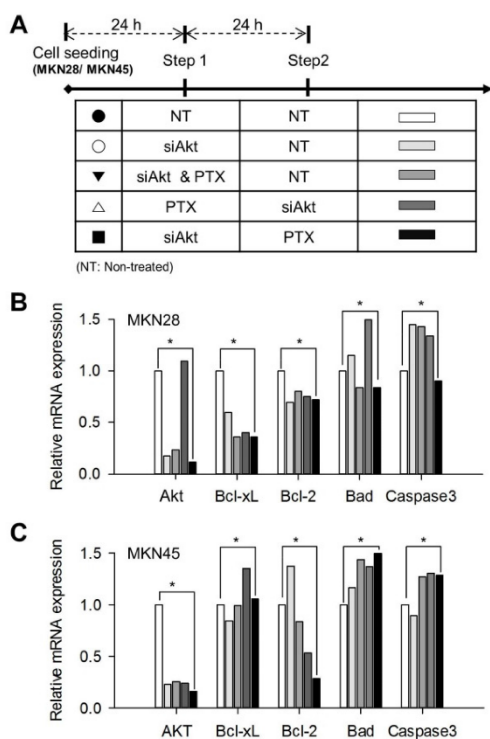 A
24 h
24 h
Cell seeding
(MKN28/ MKN45)
Step 1
Step2
NT
NT
siAkt
NT
siAkt & PTX
NT
PTX
siAkt
siAkt
PTX
(NT: Non-treated)
B
MKN28
Relative mRNA expression
1.5
1.0
0.5
0.0
*
*
*
*
*
Akt
Bcl-xL
Bcl-2
Bad
Caspase3
C
MKN45
Relative mRNA expression
1.5
1.0
0.5
0.0
*
*
*
*
*
AKT
Bcl-xL
Bcl-2
Bad
Caspase3